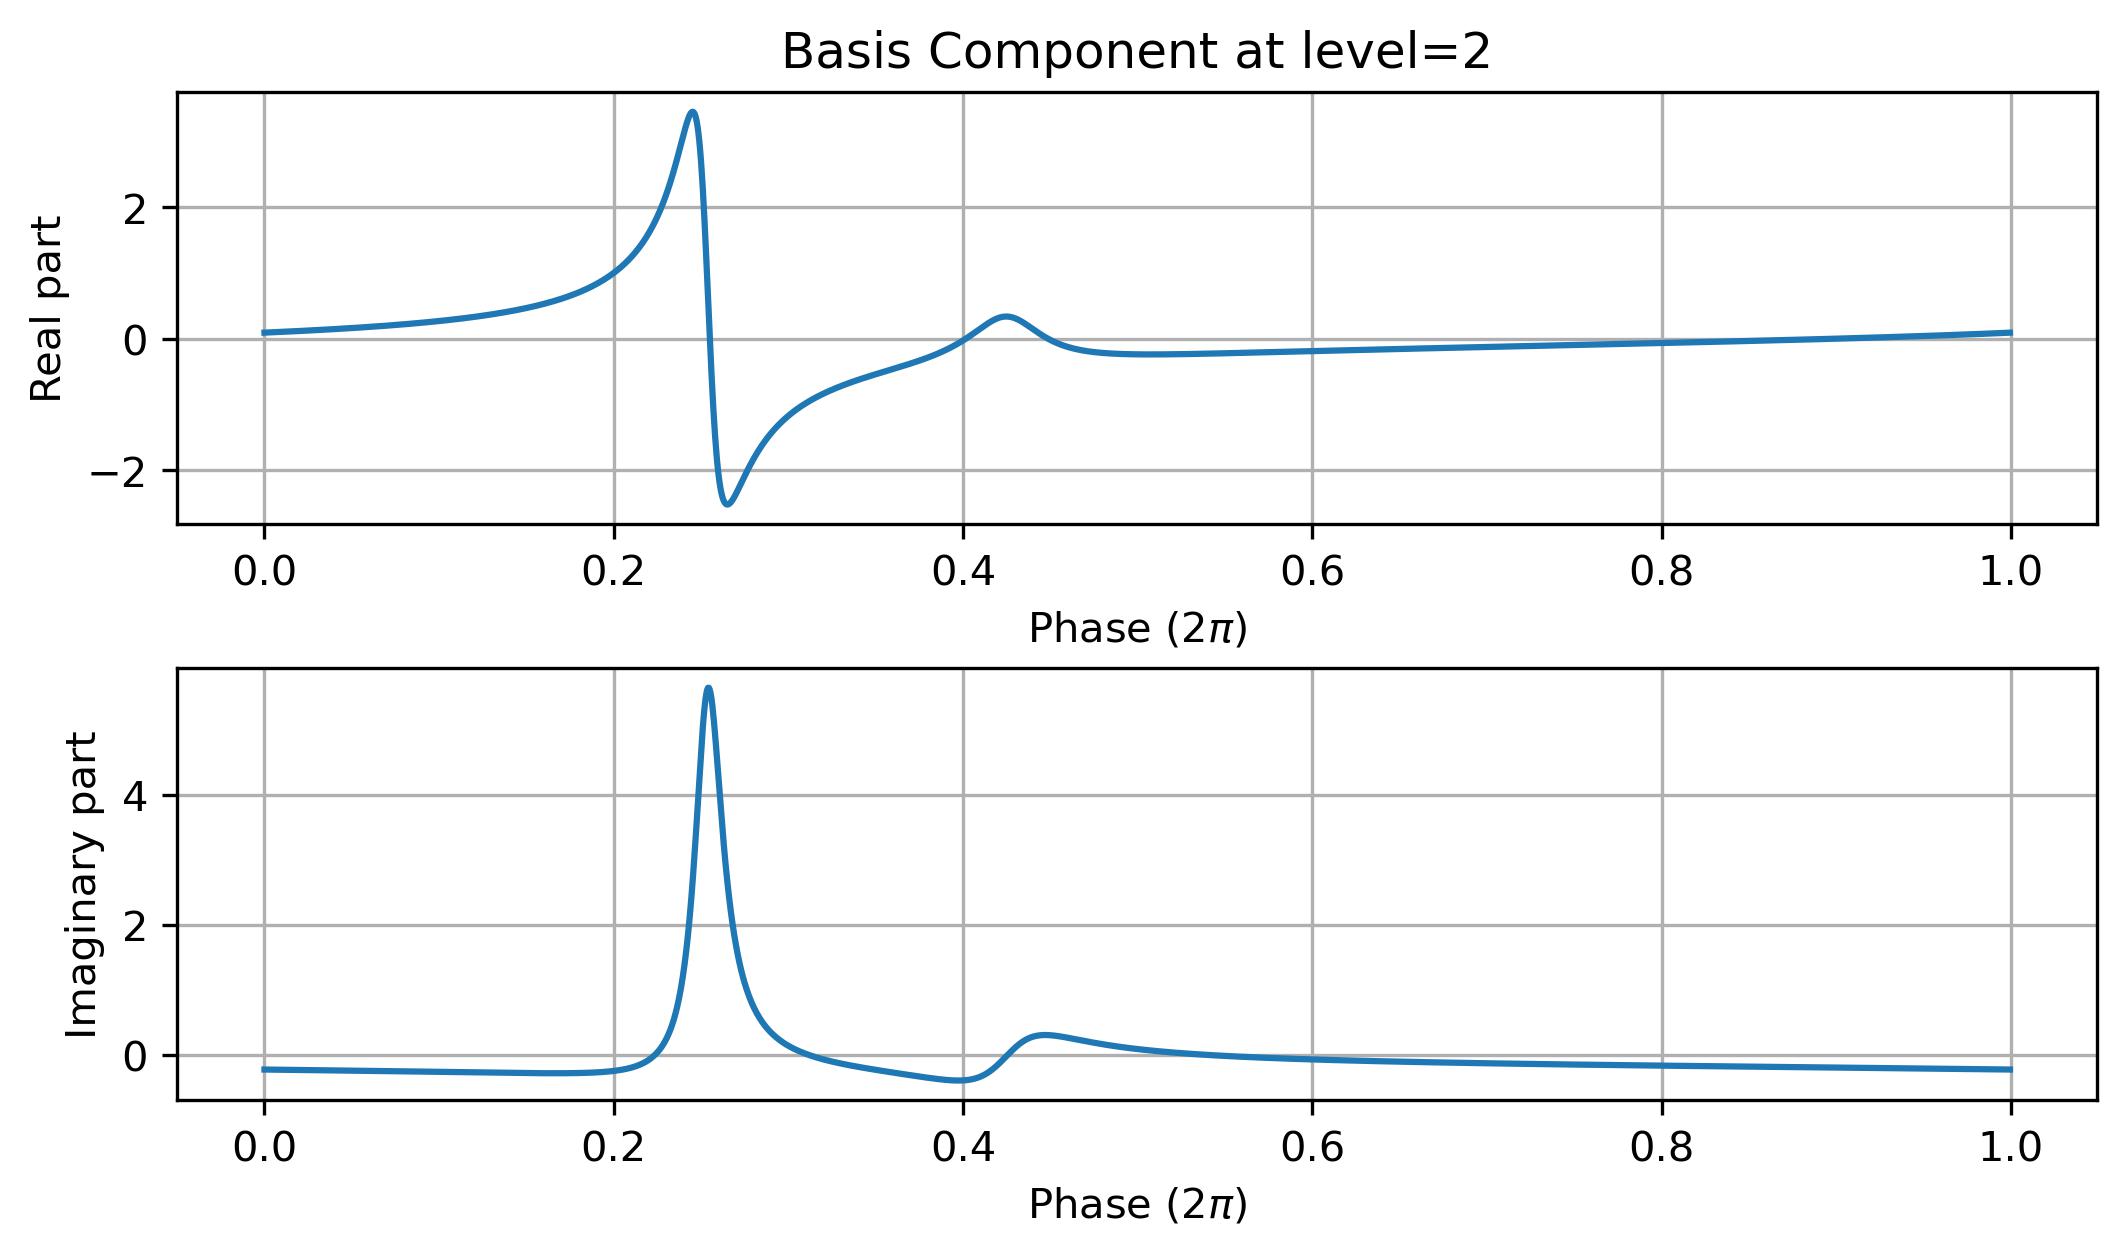 Basis Component at level=2
Real part
2
0
−2
0.0 0.2 0.4 0.6 0.8 1.0
Phase (2π)
Imaginary part
4
2
0
0.0 0.2 0.4 0.6 0.8 1.0
Phase (2π)